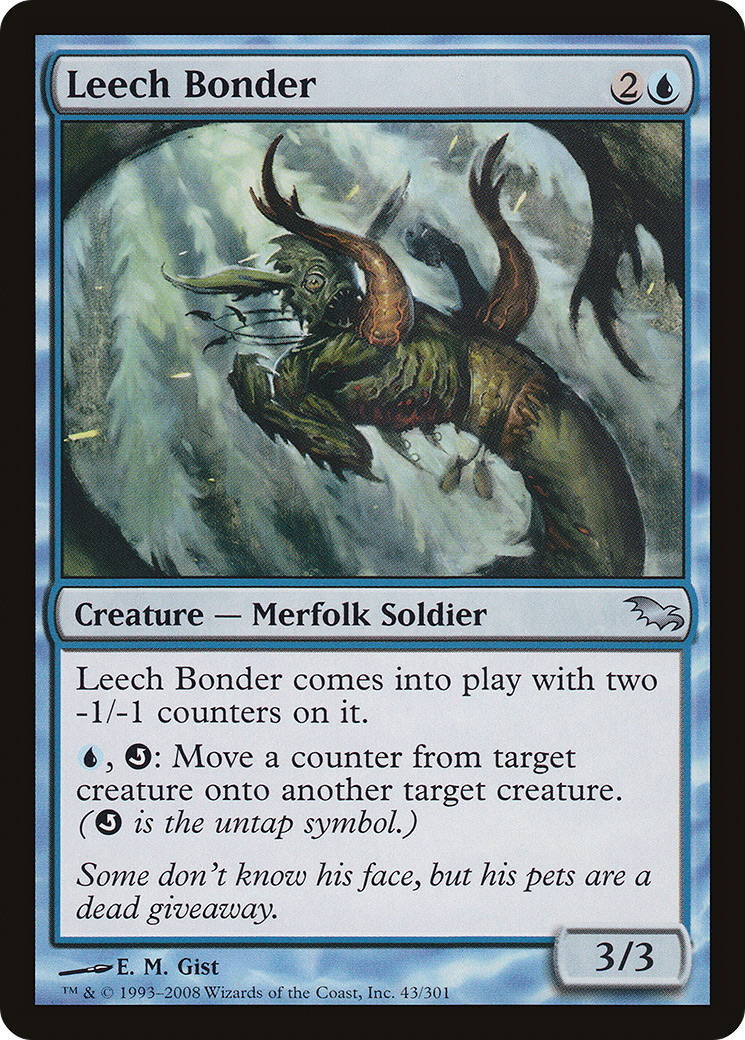 Leech Bonder 2
Creature — Merfolk Soldier
Leech Bonder comes into play with two
-1/-1 counters on it.
, : Move a counter from target
creature onto another target creature.
( is the untap symbol.)
Some don't know his face, but his pets are a
dead giveaway.
3/3
E. M. Gist
™ & © 1993–2008 Wizards of the Coast, Inc. 43/301